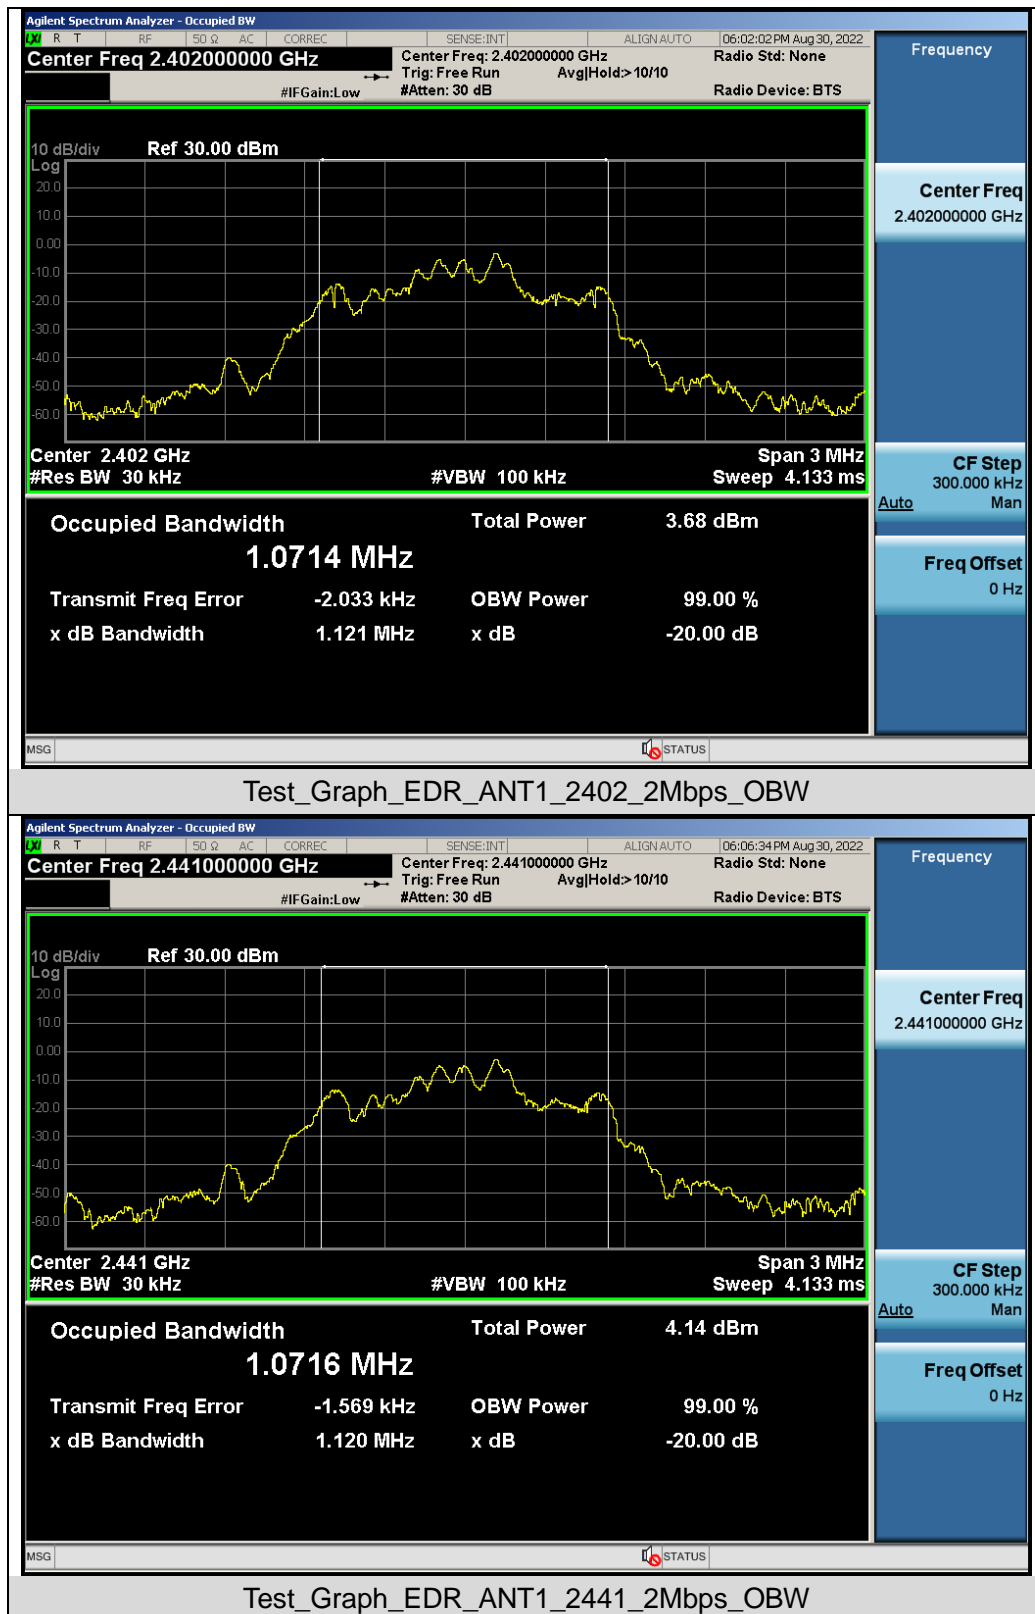 Agilent Spectrum Analyzer - Occupied BW
LXI R T RF 50 Ω AC CORREC SENSE:INT ALIGN AUTO 06:02:02 PM Aug 30, 2022
Center Freq 2.402000000 GHz
Center Freq: 2.402000000 GHz Radio Std: None
Trig: Free Run Avg|Hold:> 10/10
#IFGain:Low #Atten: 30 dB Radio Device: BTS
Frequency
10 dB/div Ref 30.00 dBm
Log
20.0
10.0
0.00
-10.0
-20.0
-30.0
-40.0
-50.0
-60.0
Center 2.402 GHz Span 3 MHz
#Res BW 30 kHz #VBW 100 kHz Sweep 4.133 ms
Center Freq
2.402000000 GHz
CF Step
300.000 kHz
Auto Man
Freq Offset
0 Hz
Occupied Bandwidth Total Power 3.68 dBm
1.0714 MHz
Transmit Freq Error -2.033 kHz OBW Power 99.00 %
x dB Bandwidth 1.121 MHz x dB -20.00 dB
MSG STATUS
Test_Graph_EDR_ANT1_2402_2Mbps_OBW
Agilent Spectrum Analyzer - Occupied BW
LXI R T RF 50 Ω AC CORREC SENSE:INT ALIGN AUTO 06:06:34 PM Aug 30, 2022
Center Freq 2.441000000 GHz
Center Freq: 2.441000000 GHz Radio Std: None
Trig: Free Run Avg|Hold:> 10/10
#IFGain:Low #Atten: 30 dB Radio Device: BTS
Frequency
10 dB/div Ref 30.00 dBm
Log
20.0
10.0
0.00
-10.0
-20.0
-30.0
-40.0
-50.0
-60.0
Center 2.441 GHz Span 3 MHz
#Res BW 30 kHz #VBW 100 kHz Sweep 4.133 ms
Center Freq
2.441000000 GHz
CF Step
300.000 kHz
Auto Man
Freq Offset
0 Hz
Occupied Bandwidth Total Power 4.14 dBm
1.0716 MHz
Transmit Freq Error -1.569 kHz OBW Power 99.00 %
x dB Bandwidth 1.120 MHz x dB -20.00 dB
MSG STATUS
Test_Graph_EDR_ANT1_2441_2Mbps_OBW